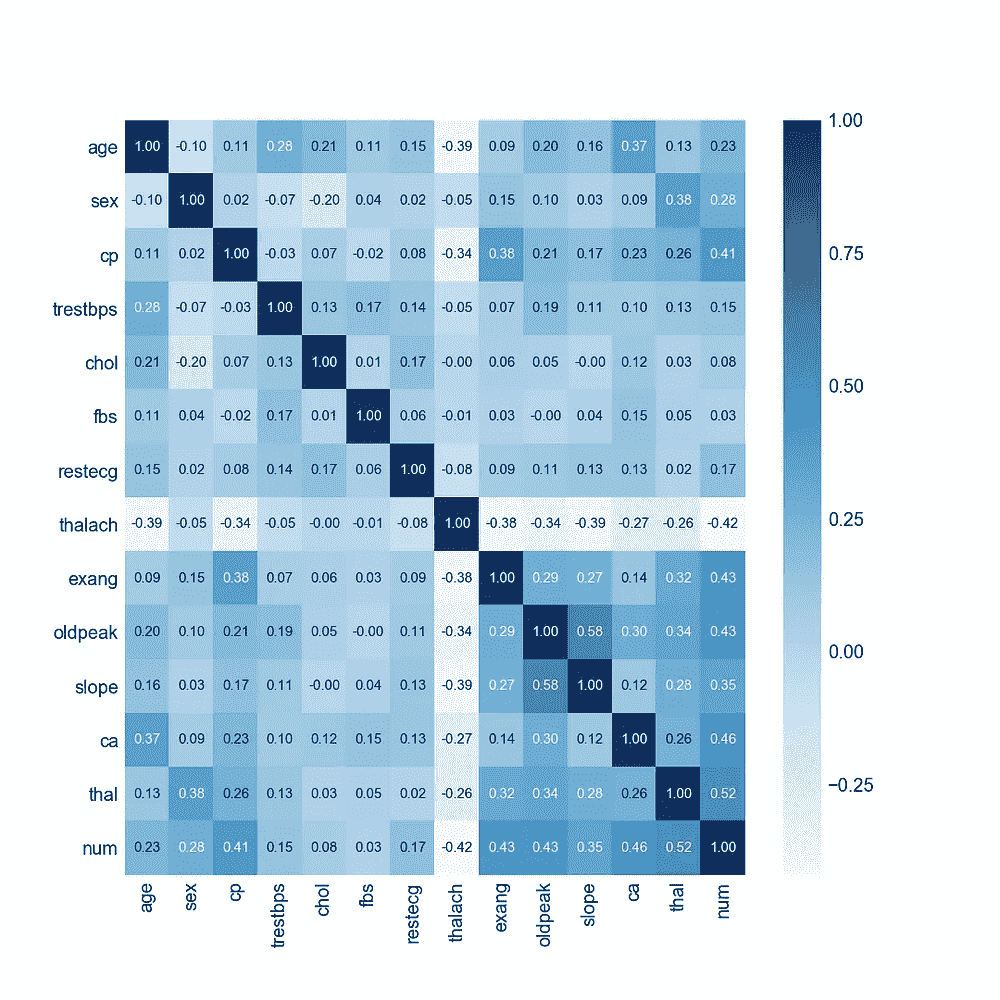 age 1.00 -0.10 0.11 0.28 0.21 0.11 0.15 -0.39 0.09 0.20 0.16 0.37 0.13 0.23
sex -0.10 1.00 0.02 -0.07 -0.20 0.04 0.02 -0.05 0.15 0.10 0.03 0.09 0.38 0.28
cp 0.11 0.02 1.00 -0.03 0.07 -0.02 0.08 -0.34 0.38 0.21 0.17 0.23 0.26 0.41
trestbps 0.28 -0.07 -0.03 1.00 0.13 0.17 0.14 -0.05 0.07 0.19 0.11 0.10 0.13 0.15
chol 0.21 -0.20 0.07 0.13 1.00 0.01 0.17 -0.00 0.06 0.05 -0.00 0.12 0.03 0.08
fbs 0.11 0.04 -0.02 0.17 0.01 1.00 0.06 -0.01 0.03 -0.00 0.04 0.15 0.05 0.03
restecg 0.15 0.02 0.08 0.14 0.17 0.06 1.00 -0.08 0.09 0.11 0.13 0.13 0.02 0.17
thalach -0.39 -0.05 -0.34 -0.05 -0.00 -0.01 -0.08 1.00 -0.38 -0.34 -0.39 -0.27 -0.26 -0.42
exang 0.09 0.15 0.38 0.07 0.06 0.03 0.09 -0.38 1.00 0.29 0.27 0.14 0.32 0.43
oldpeak 0.20 0.10 0.21 0.19 0.05 -0.00 0.11 -0.34 0.29 1.00 0.58 0.30 0.34 0.43
slope 0.16 0.03 0.17 0.11 -0.00 0.04 0.13 -0.39 0.27 0.58 1.00 0.12 0.28 0.35
ca 0.37 0.09 0.23 0.10 0.12 0.15 0.13 -0.27 0.14 0.30 0.12 1.00 0.26 0.46
thal 0.13 0.38 0.26 0.13 0.03 0.05 0.02 -0.26 0.32 0.34 0.28 0.26 1.00 0.52
num 0.23 0.28 0.41 0.15 0.08 0.03 0.17 -0.42 0.43 0.43 0.35 0.46 0.52 1.00
age sex cp trestbps chol fbs restecg thalach exang oldpeak slope ca thal num
1.00
0.75
0.50
0.25
0.00
−0.25